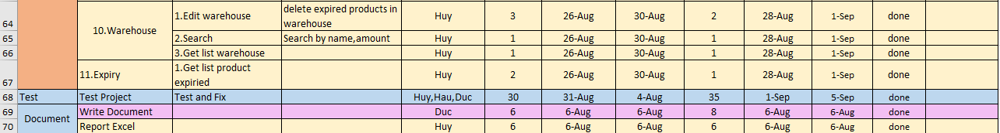 64 10.Warehouse 1.Edit warehouse delete expired products in warehouse Huy 3 26-Aug 30-Aug 2 28-Aug 1-Sep done
65 2.Search Search by name,amount Huy 1 26-Aug 30-Aug 1 28-Aug 1-Sep done
66 3.Get list warehouse Huy 1 26-Aug 30-Aug 1 28-Aug 1-Sep done
67 11.Expiry 1.Get list product expiried Huy 2 26-Aug 30-Aug 1 28-Aug 1-Sep done
68 Test Test Project Test and Fix Huy,Hau,Duc 30 31-Aug 4-Aug 35 1-Sep 5-Sep done
69 Document Write Document Duc 6 6-Aug 6-Aug 8 6-Aug 6-Aug done
70 Report Excel Huy 6 6-Aug 6-Aug 6 6-Aug 6-Aug done